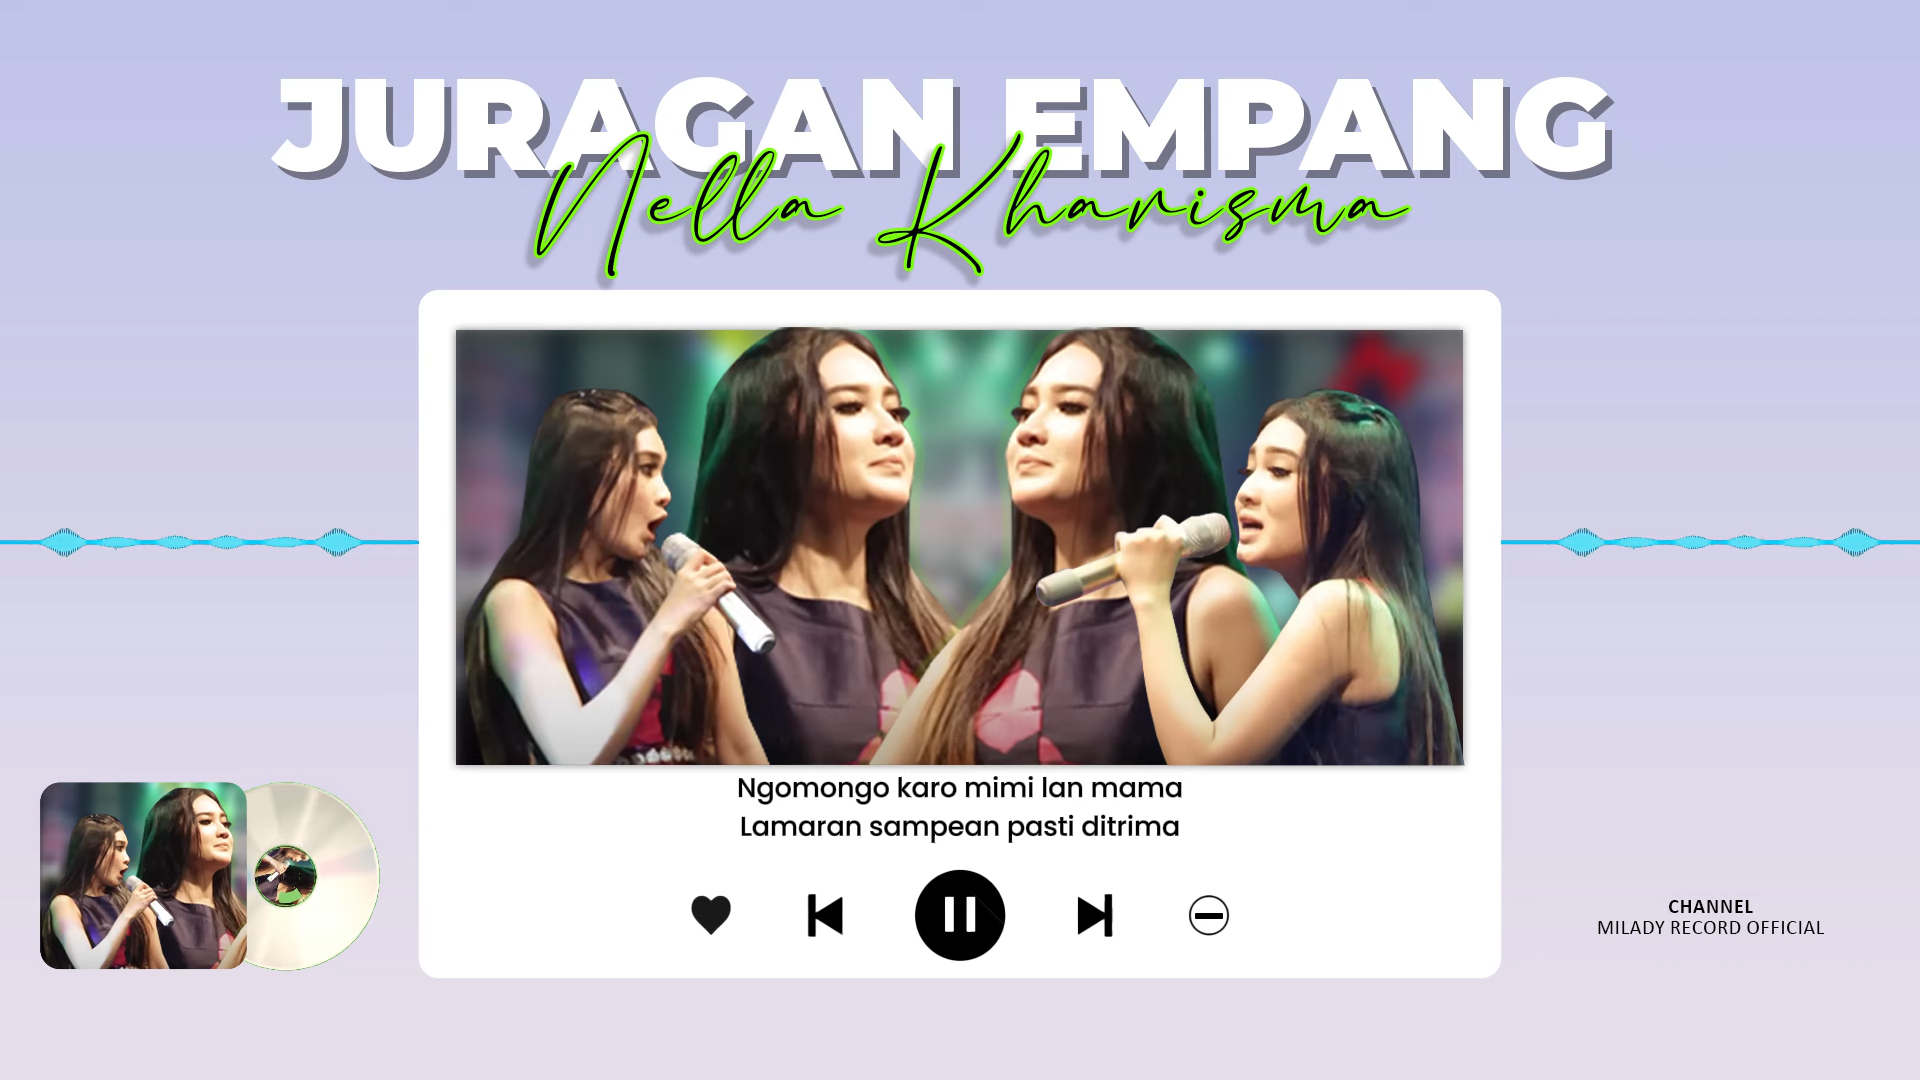 JURAGAN EMPANG
Nella Kharisma
Ngomongo karo mimi lan mama
Lamaran sampean pasti ditrima
CHANNEL
MILADY RECORD OFFICIAL